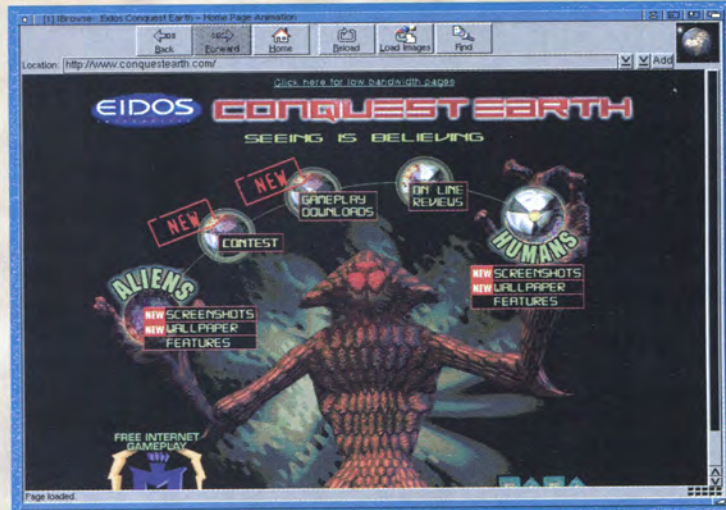 [1] IBrowse: Eidos Conquest Earth - Home Page Animation
Back
Forward
Home
Reload
Load Images
Find
Location: http://www.conquestearth.com/
Add
Click here for low bandwidth pages
EIDOS
INTERACTIVE
CONQUEST EARTH
SEEING IS BELIEVING
NEW
GAMEPLAY
DOWNLOADS
ON LINE
REVIEWS
NEW
CONTEST
HUMANS
NEW SCREENSHOTS
NEW WALLPAPER
FEATURES
ALIENS
NEW SCREENSHOTS
NEW WALLPAPER
FEATURES
FREE INTERNET
GAMEPLAY
M
Page loaded.